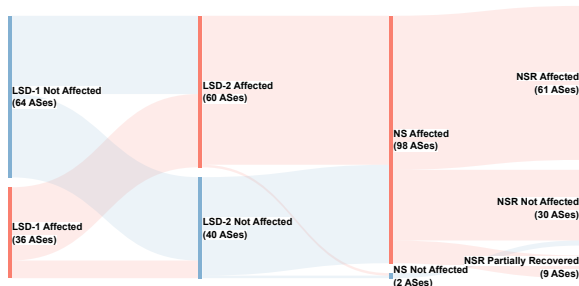 LSD-1 Not Affected
(64 ASes)
LSD-1 Affected
(36 ASes)
LSD-2 Affected
(60 ASes)
LSD-2 Not Affected
(40 ASes)
NS Affected
(98 ASes)
NS Not Affected
(2 ASes)
NSR Affected
(61 ASes)
NSR Not Affected
(30 ASes)
NSR Partially Recovered
(9 ASes)